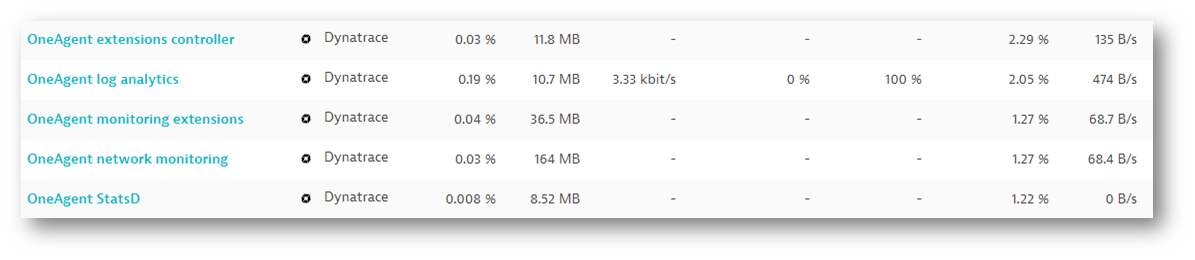 OneAgent extensions controller Dynatrace 0.03 % 11.8 MB - - - 2.29 % 135 B/s
OneAgent log analytics Dynatrace 0.19 % 10.7 MB 3.33 kbit/s 0 % 100 % 2.05 % 474 B/s
OneAgent monitoring extensions Dynatrace 0.04 % 36.5 MB - - - 1.27 % 68.7 B/s
OneAgent network monitoring Dynatrace 0.03 % 164 MB - - - 1.27 % 68.4 B/s
OneAgent StatsD Dynatrace 0.008 % 8.52 MB - - - 1.22 % 0 B/s